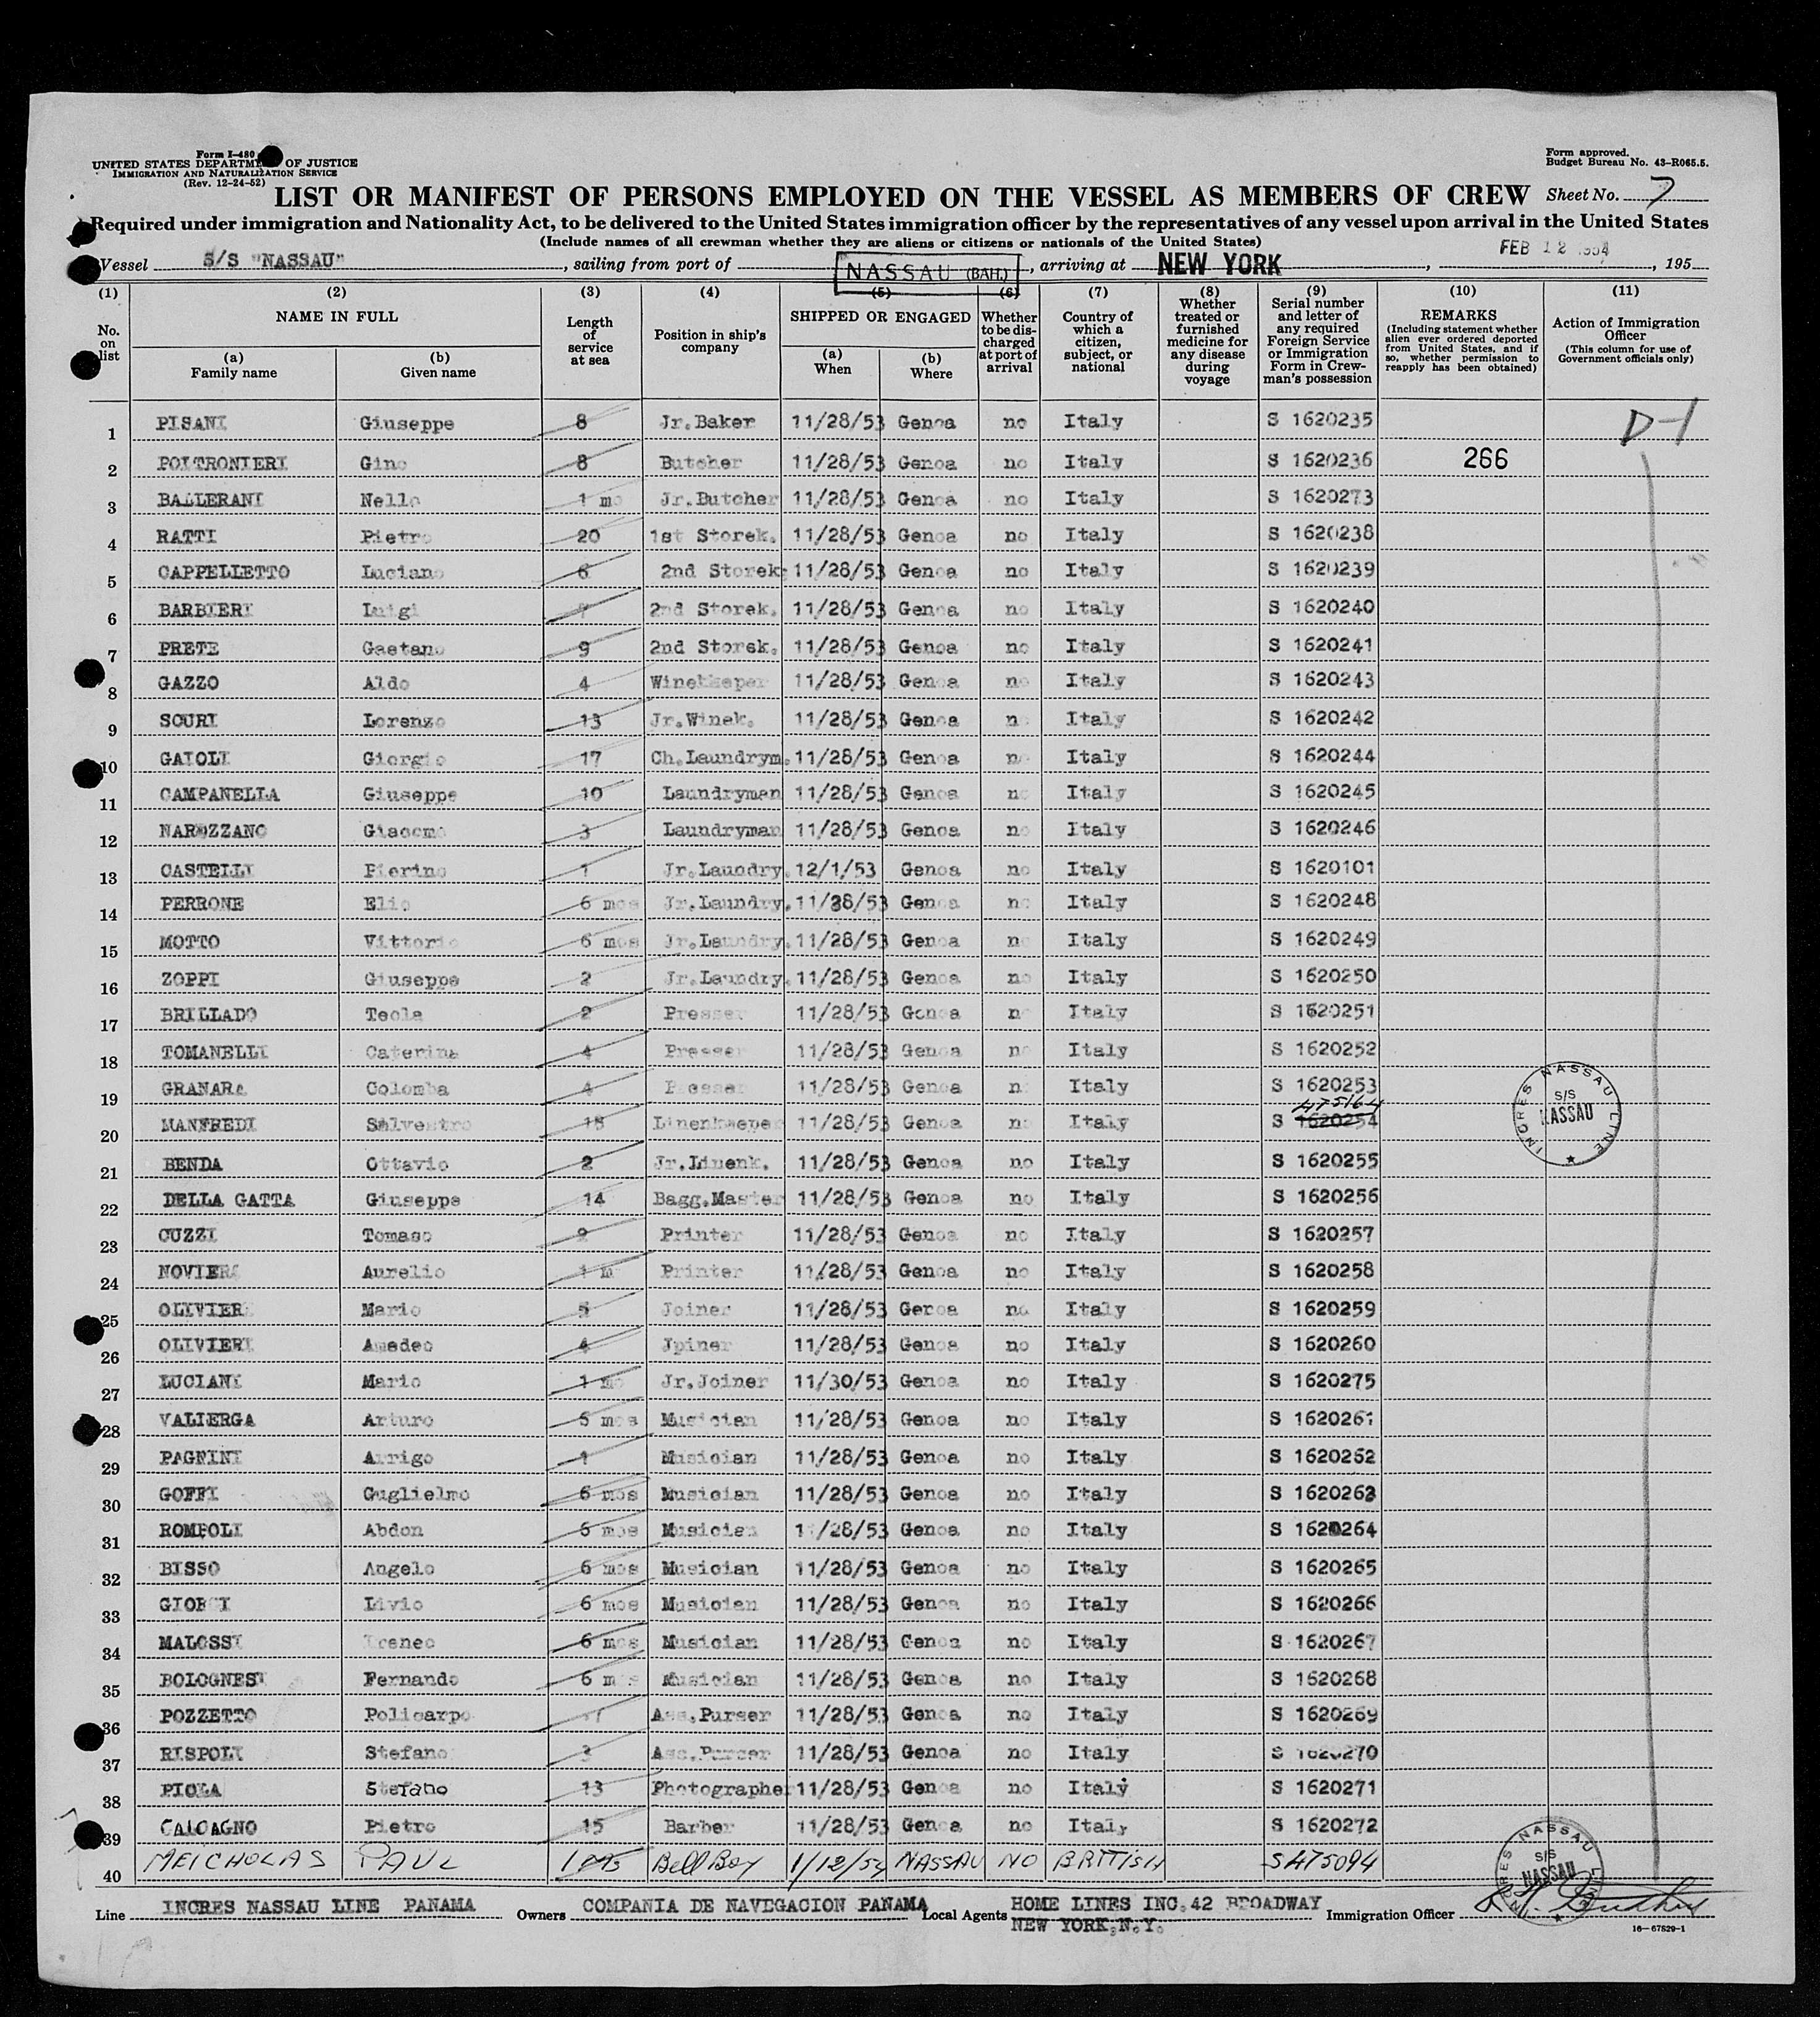 Form I-480
UNITED STATES DEPARTMENT OF JUSTICE
IMMIGRATION AND NATURALIZATION SERVICE
(Rev. 12-24-52)
Form approved.
Budget Bureau No. 43-R065.5.
LIST OR MANIFEST OF PERSONS EMPLOYED ON THE VESSEL AS MEMBERS OF CREW Sheet No. 7
Required under immigration and Nationality Act, to be delivered to the United States immigration officer by the representatives of any vessel upon arrival in the United States
(Include names of all crewman whether they are aliens or citizens or nationals of the United States)
Vessel S/S "NASSAU", sailing from port of NASSAU (BAH.), arriving at NEW YORK, FEB 12 1954, 195
(1) No. on list
(2) NAME IN FULL (a) Family name (b) Given name
(3) Length of service at sea
(4) Position in ship's company
(5) SHIPPED OR ENGAGED (a) When (b) Where
(6) Whether to be discharged at port of arrival
(7) Country of which a citizen, subject, or national
(8) Whether treated or furnished medicine for any disease during voyage
(9) Serial number and letter of any required Foreign Service or Immigration Form in Crewman's possession
(10) REMARKS (Including statement whether alien ever ordered deported from United States, and if so, whether permission to reapply has been obtained)
(11) Action of Immigration Officer (This column for use of Government officials only)
1 PISANI Giuseppe 8 Jr.Baker 11/28/53 Genoa no Italy S 1620235 D-1
2 POLTRONIERI Gino 8 Butcher 11/28/53 Genoa no Italy S 1620236 266
3 BALLERANI Nello 1 mo Jr.Butcher 11/28/53 Genoa no Italy S 1620273
4 RATTI Pietro 20 1st Storek. 11/28/53 Genoa no Italy S 1620238
5 CAPPELLETTO Luciano 6 2nd Storek. 11/28/53 Genoa no Italy S 1620239
6 BARBIERI Luigi 2nd Storek. 11/28/53 Genoa no Italy S 1620240
7 PRETE Gaetano 9 2nd Storek. 11/28/53 Genoa no Italy S 1620241
8 GAZZO Aldo 4 Winekkeper 11/28/53 Genoa no Italy S 1620243
9 SCURI Lorenzo 13 Jr.Winek. 11/28/53 Genoa no Italy S 1620242
10 GAIOLI Giorgio 17 Ch.Laundrym. 11/28/53 Genoa no Italy S 1620244
11 CAMPANELLA Giuseppe 10 Laundryman 11/28/53 Genoa no Italy S 1620245
12 NAROZZANO Giacomo 3 Laundryman 11/28/53 Genoa no Italy S 1620246
13 CASTELLI Pierino 1 Jr.Laundry. 12/1/53 Genoa no Italy S 1620101
14 PERRONE Elio 6 mos Jr.Laundry. 11/28/53 Genoa no Italy S 1620248
15 MOTTO Vittorio 6 mos Jr.Laundry. 11/28/53 Genoa no Italy S 1620249
16 ZOPPI Giuseppe 2 Jr.Laundry. 11/28/53 Genoa no Italy S 1620250
17 BRILLADO Tecla 2 Presser 11/28/53 Genoa no Italy S 1620251
18 TOMANELLI Caterina 4 Presser 11/28/53 Genoa no Italy S 1620252
19 GRANARA Colomba 4 Presser 11/28/53 Genoa no Italy S 1620253
20 MANFREDI Silvestro 18 Linenkeeper 11/28/53 Genoa no Italy S 1620254 475164
21 BENDA Ottavio 2 Jr.Linenk. 11/28/53 Genoa no Italy S 1620255
22 DELLA GATTA Giuseppe 14 Bagg.Master 11/28/53 Genoa no Italy S 1620256
23 CUZZI Tomaso 9 Printer 11/28/53 Genoa no Italy S 1620257
24 NOVIERO Aurelio 1 m Printer 11/28/53 Genoa no Italy S 1620258
25 OLIVIERI Mario 5 Joiner 11/28/53 Genoa no Italy S 1620259
26 OLIVIERI Amedeo 4 Jpiner 11/28/53 Genoa no Italy S 1620260
27 LUCIANI Mario 1 mo Jr.Joiner 11/30/53 Genoa no Italy S 1620275
28 VALIERGA Arturo 6 mos Musician 11/28/53 Genoa no Italy S 1620261
29 PAGNINI Arrigo 1 Musician 11/28/53 Genoa no Italy S 1620262
30 GOFFI Guglielmo 6 mos Musician 11/28/53 Genoa no Italy S 1620263
31 ROMPOLI Abdon 6 mos Musician 11/28/53 Genoa no Italy S 1620264
32 BISSO Angelo 6 mos Musician 11/28/53 Genoa no Italy S 1620265
33 GIORGI Livio 6 mos Musician 11/28/53 Genoa no Italy S 1620266
34 MALOSSI Ireneo 6 mos Musician 11/28/53 Genoa no Italy S 1620267
35 BOLOGNESI Fernando 6 mos Musician 11/28/53 Genoa no Italy S 1620268
36 POZZETTO Policarpo Ass.Purser 11/28/53 Genoa no Italy S 1620269
37 RISPOLI Stefano 3 Ass.Purser 11/28/53 Genoa no Italy S 1620270
38 PIOLA Stefano 13 Photographer 11/28/53 Genoa no Italy S 1620271
39 CALCAGNO Pietro 15 Barber 11/28/53 Genoa no Italy S 1620272
40 MEICHOLAS PAUL Bell Boy 1/12/54 NASSAU NO BRITISH S475094
INCRES NASSAU LINE S/S NASSAU
INCRES NASSAU LINE S/S NASSAU
Line INCRES NASSAU LINE PANAMA Owners COMPANIA DE NAVEGACION PANAMA Local Agents HOME LINES INC. 42 BROADWAY Immigration Officer
NEW YORK,N.Y.
16-67829-1